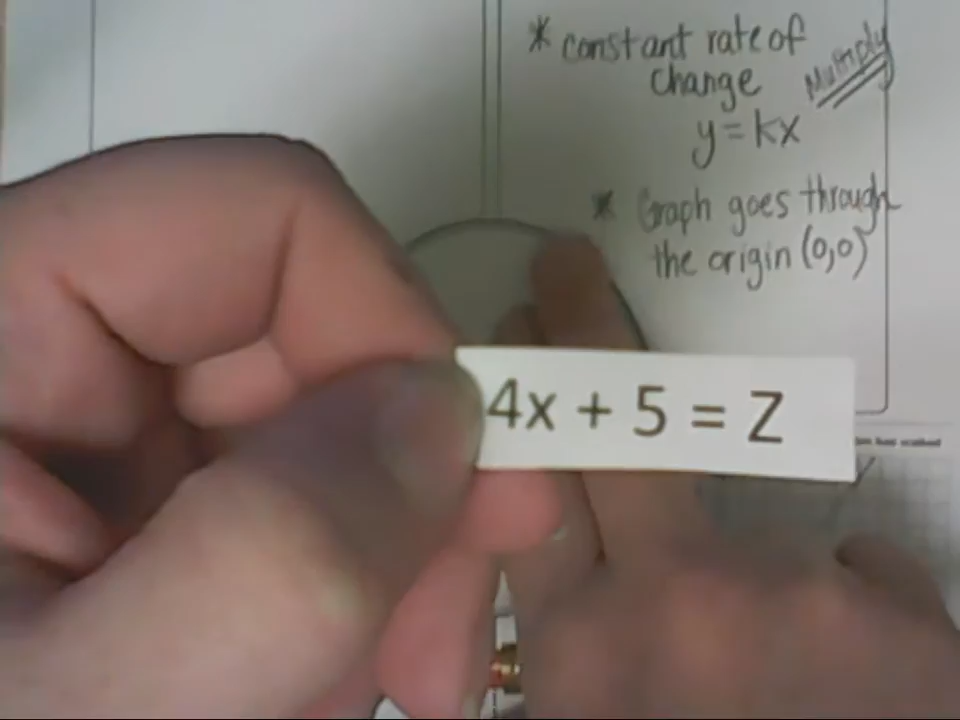 * constant rate of
change
Multiply
y = kx
* Graph goes through
the origin (0,0)
4x + 5 = Z